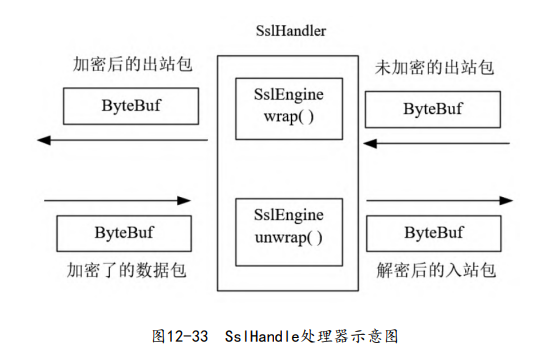 SslHandler
加密后的出站包
未加密的出站包
ByteBuf
SslEngine
wrap( )
ByteBuf
ByteBuf
SslEngine
unwrap( )
ByteBuf
加密了的数据包
解密后的入站包
图12-33 SslHandle处理器示意图